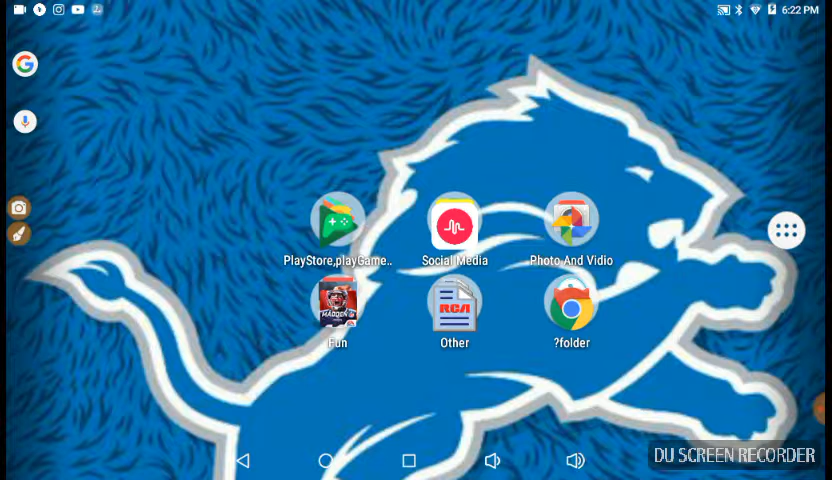 6:22 PM
PlayStore,playGame..
Social Media
Photo And Vidio
MADDEN
RCA
Fun
Other
?folder
DU SCREEN RECORDER